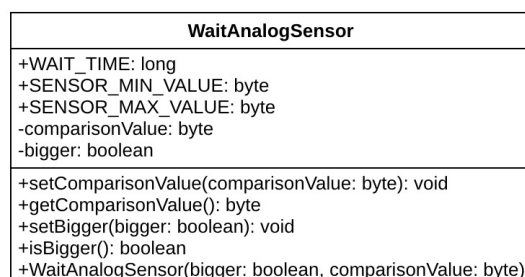 WaitAnalogSensor
+WAIT_TIME: long
+SENSOR_MIN_VALUE: byte
+SENSOR_MAX_VALUE: byte
-comparisonValue: byte
-bigger: boolean
+setComparisonValue(comparisonValue: byte): void
+getComparisonValue(): byte
+setBigger(bigger: boolean): void
+isBigger(): boolean
+WaitAnalogSensor(bigger: boolean, comparisonValue: byte)